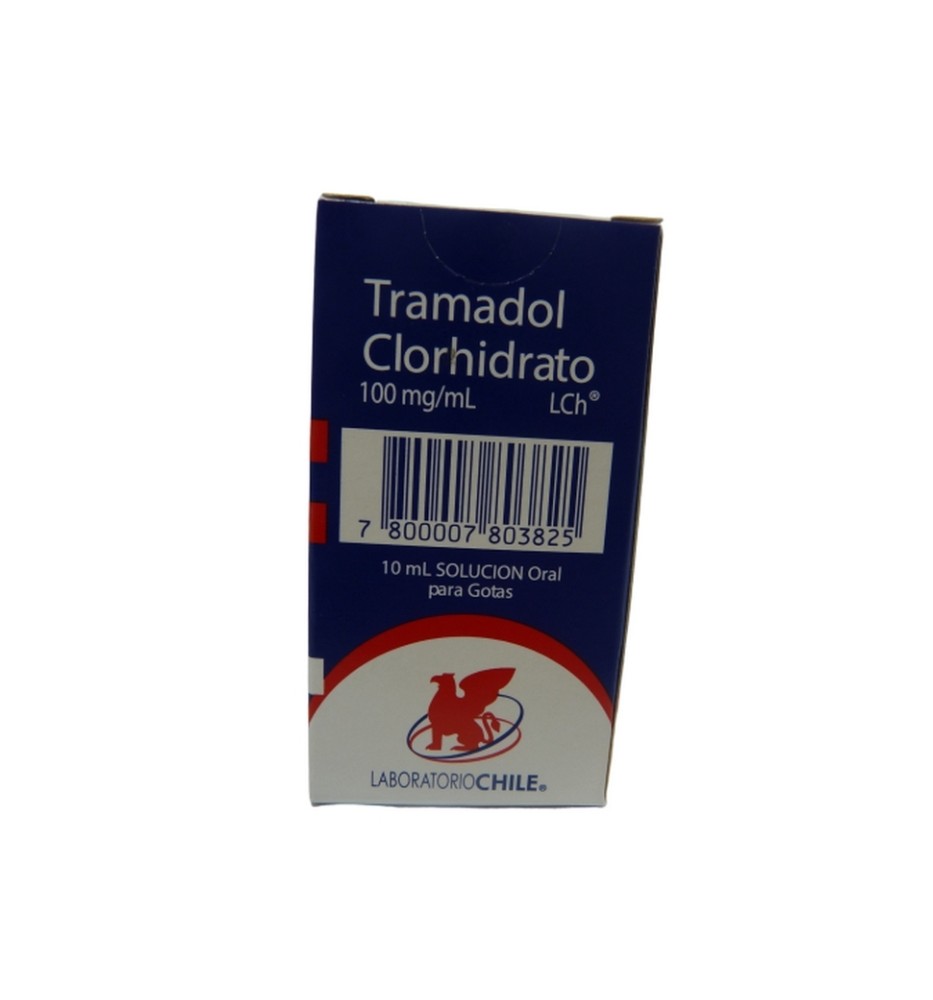 Tramadol
Clorhidrato
100 mg/mL LCh®
7 800007 803825
10 mL SOLUCION Oral
para Gotas
LABORATORIOCHILE®